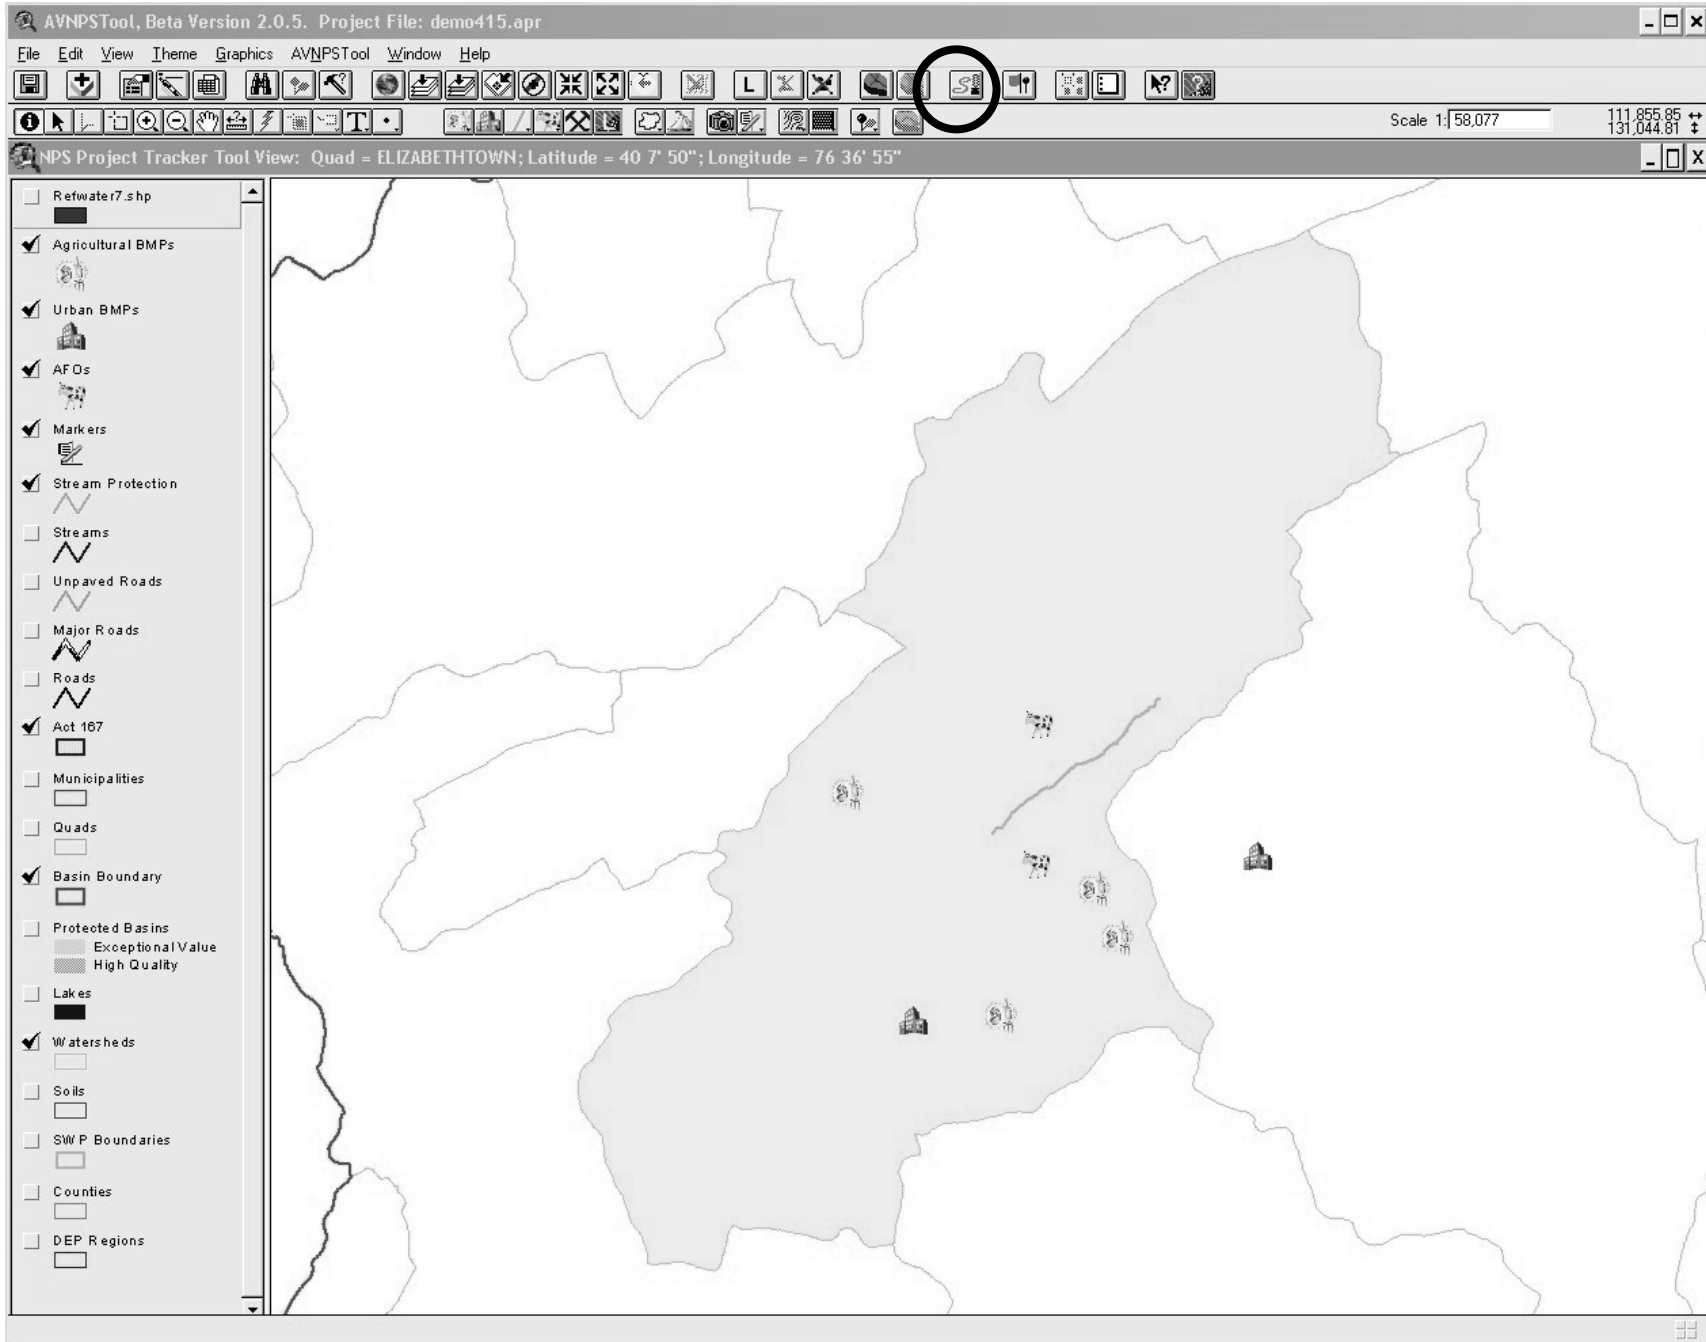 AVNPSTool, Beta Version 2.0.5. Project File: demo415.apr
File Edit View Theme Graphics AVNPSTool Window Help
L
S
T
Scale 1: 58,077
111,855.85
131,044.81
NPS Project Tracker Tool View: Quad = ELIZABETHTOWN; Latitude = 40 7' 50"; Longitude = 76 36' 55"
Refwater7.shp
Agricultural BMPs
Urban BMPs
AFOs
Markers
Stream Protection
Streams
Unpaved Roads
Major Roads
Roads
Act 167
Municipalities
Quads
Basin Boundary
Protected Basins
Exceptional Value
High Quality
Lakes
Watersheds
Soils
SWP Boundaries
Counties
DEP Regions